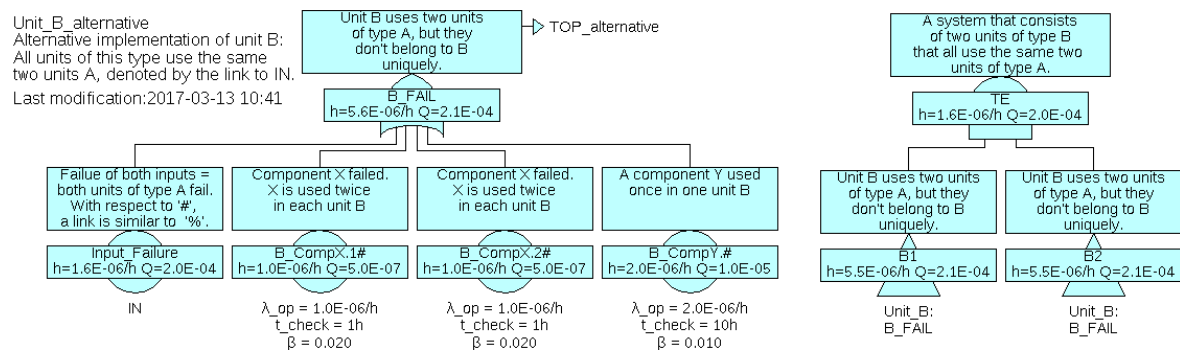 Unit_B_alternative
Alternative implementation of unit B:
All units of this type use the same
two units A, denoted by the link to IN.
Last modification:2017-03-13 10:41
Unit B uses two units
of type A, but they
don't belong to B
uniquely.
TOP_alternative
B_FAIL
h=5.6E-06/h Q=2.1E-04
Failue of both inputs =
both units of type A fail.
With respect to '#',
a link is similar to '%'.
Input_Failure
h=1.6E-06/h Q=2.0E-04
IN
Component X failed.
X is used twice
in each unit B
B_CompX.1#
h=1.0E-06/h Q=5.0E-07
λ_op = 1.0E-06/h
t_check = 1h
β = 0.020
Component X failed.
X is used twice
in each unit B
B_CompX.2#
h=1.0E-06/h Q=5.0E-07
λ_op = 1.0E-06/h
t_check = 1h
β = 0.020
A component Y used
once in one unit B
B_CompY.#
h=2.0E-06/h Q=1.0E-05
λ_op = 2.0E-06/h
t_check = 10h
β = 0.010
A system that consists
of two units of type B
that all use the same two
units of type A.
TE
h=1.6E-06/h Q=2.0E-04
Unit B uses two units
of type A, but they
don't belong to B
uniquely.
B1
h=5.5E-06/h Q=2.1E-04
Unit_B:
B_FAIL
Unit B uses two units
of type A, but they
don't belong to B
uniquely.
B2
h=5.5E-06/h Q=2.1E-04
Unit_B:
B_FAIL